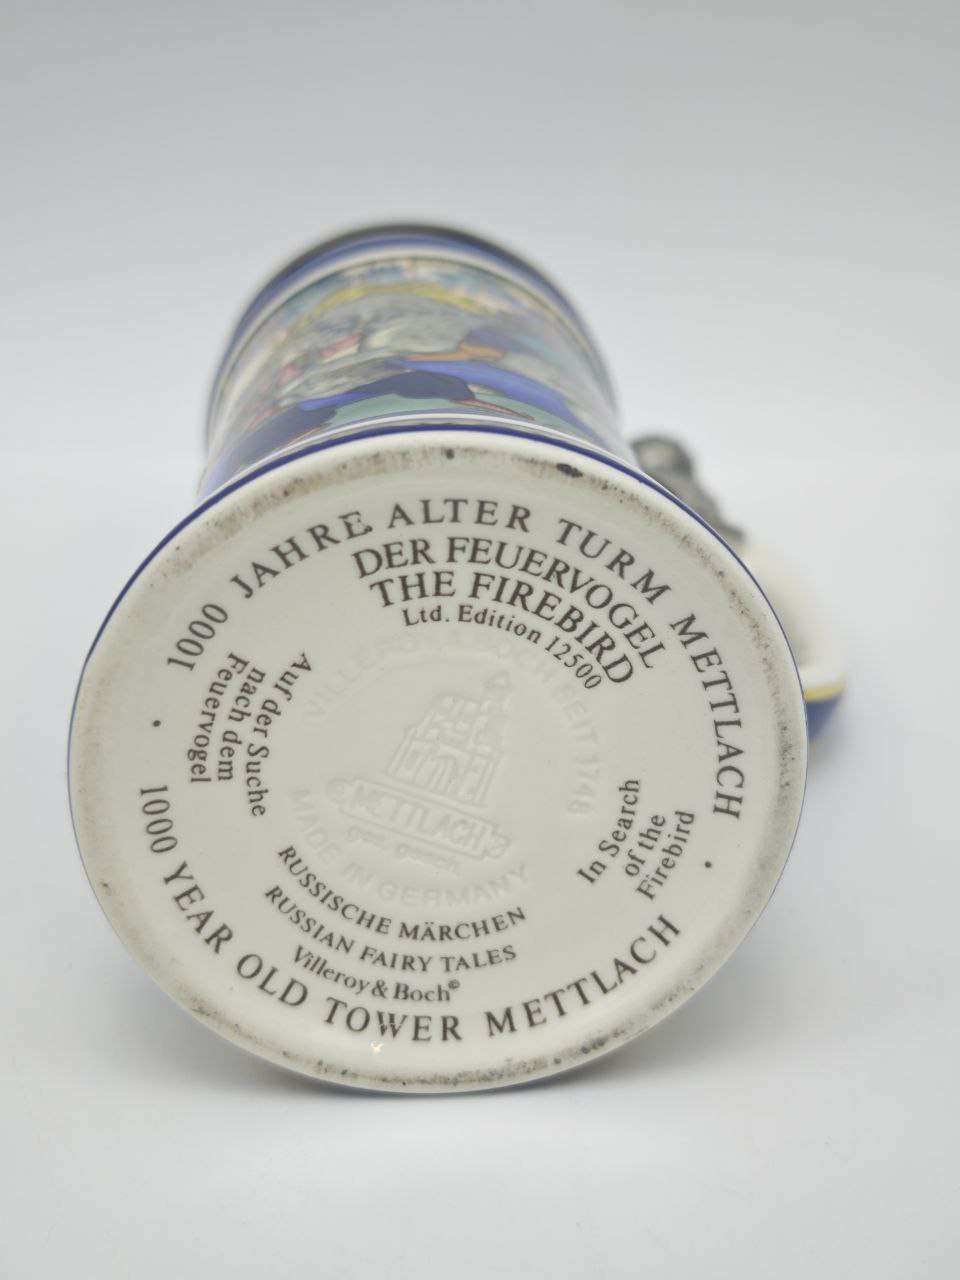 1000 JAHRE ALTER TURM METTLACH
DER FEUERVOGEL
THE FIREBIRD
Ltd. Edition 12500
Auf der Suche
nach dem
Feuervogel
In Search
of the
Firebird
VILLEROY & BOCH SEIT 1748
METTLACH
MADE IN GERMANY
RUSSISCHE MÄRCHEN
RUSSIAN FAIRY TALES
Villeroy & Boch©
1000 YEAR OLD TOWER METTLACH